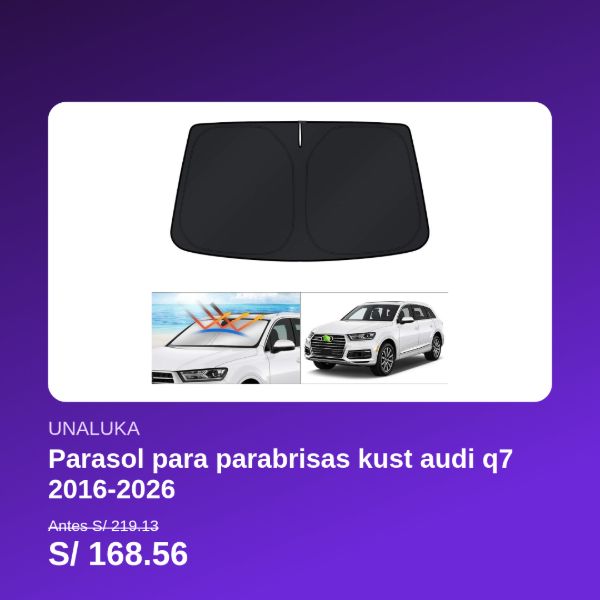 UNALUKA
Parasol para parabrisas kust audi q7
2016-2026
Antes S/ 219.13
S/ 168.56